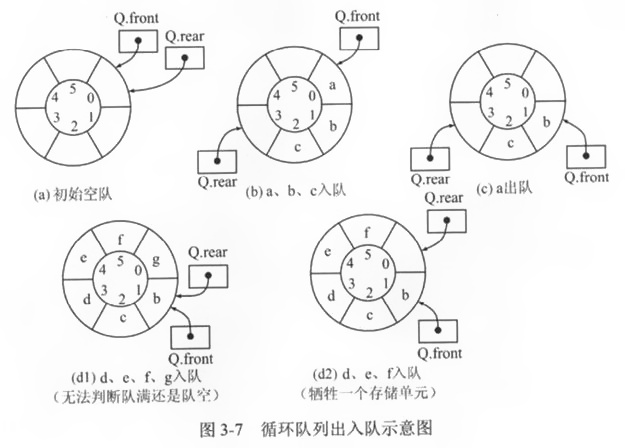 Q.front
Q.rear
4 5 0
3 2 1
(a) 初始空队
Q.front
a
b
c
4 5 0
3 2 1
Q.rear
(b) a、b、c入队
b
c
4 5 0
3 2 1
Q.rear
Q.front
(c) a出队
e f g
d c b
4 5 0
3 2 1
Q.rear
Q.front
(d1) d、e、f、g入队
（无法判断队满还是队空）
Q.rear
e f
d c b
4 5 0
3 2 1
Q.front
(d2) d、e、f入队
（牺牲一个存储单元）
图 3-7 循环队列出入队示意图